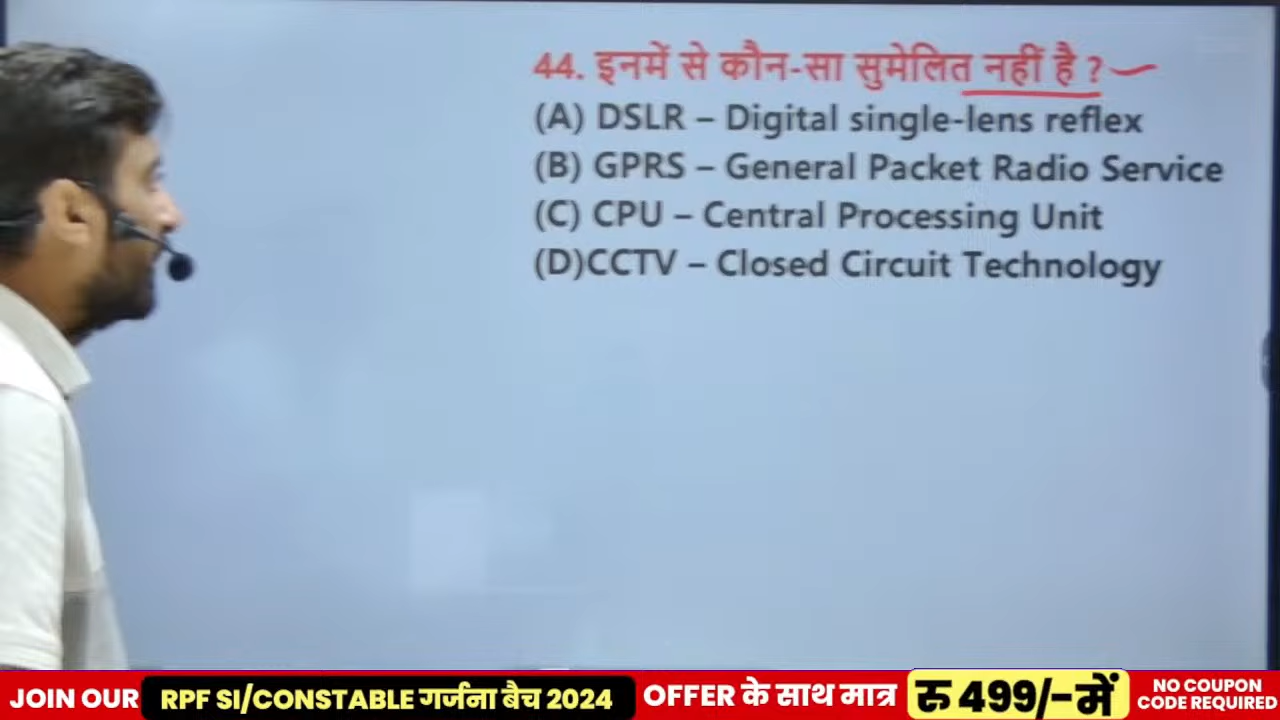 44. इनमें से कौन-सा सुमेलित नहीं है ?
(A) DSLR – Digital single-lens reflex
(B) GPRS – General Packet Radio Service
(C) CPU – Central Processing Unit
(D)CCTV – Closed Circuit Technology
JOIN OUR RPF SI/CONSTABLE गर्जना बैच 2024 OFFER के साथ मात्र रु 499/-में NO COUPON CODE REQUIRED